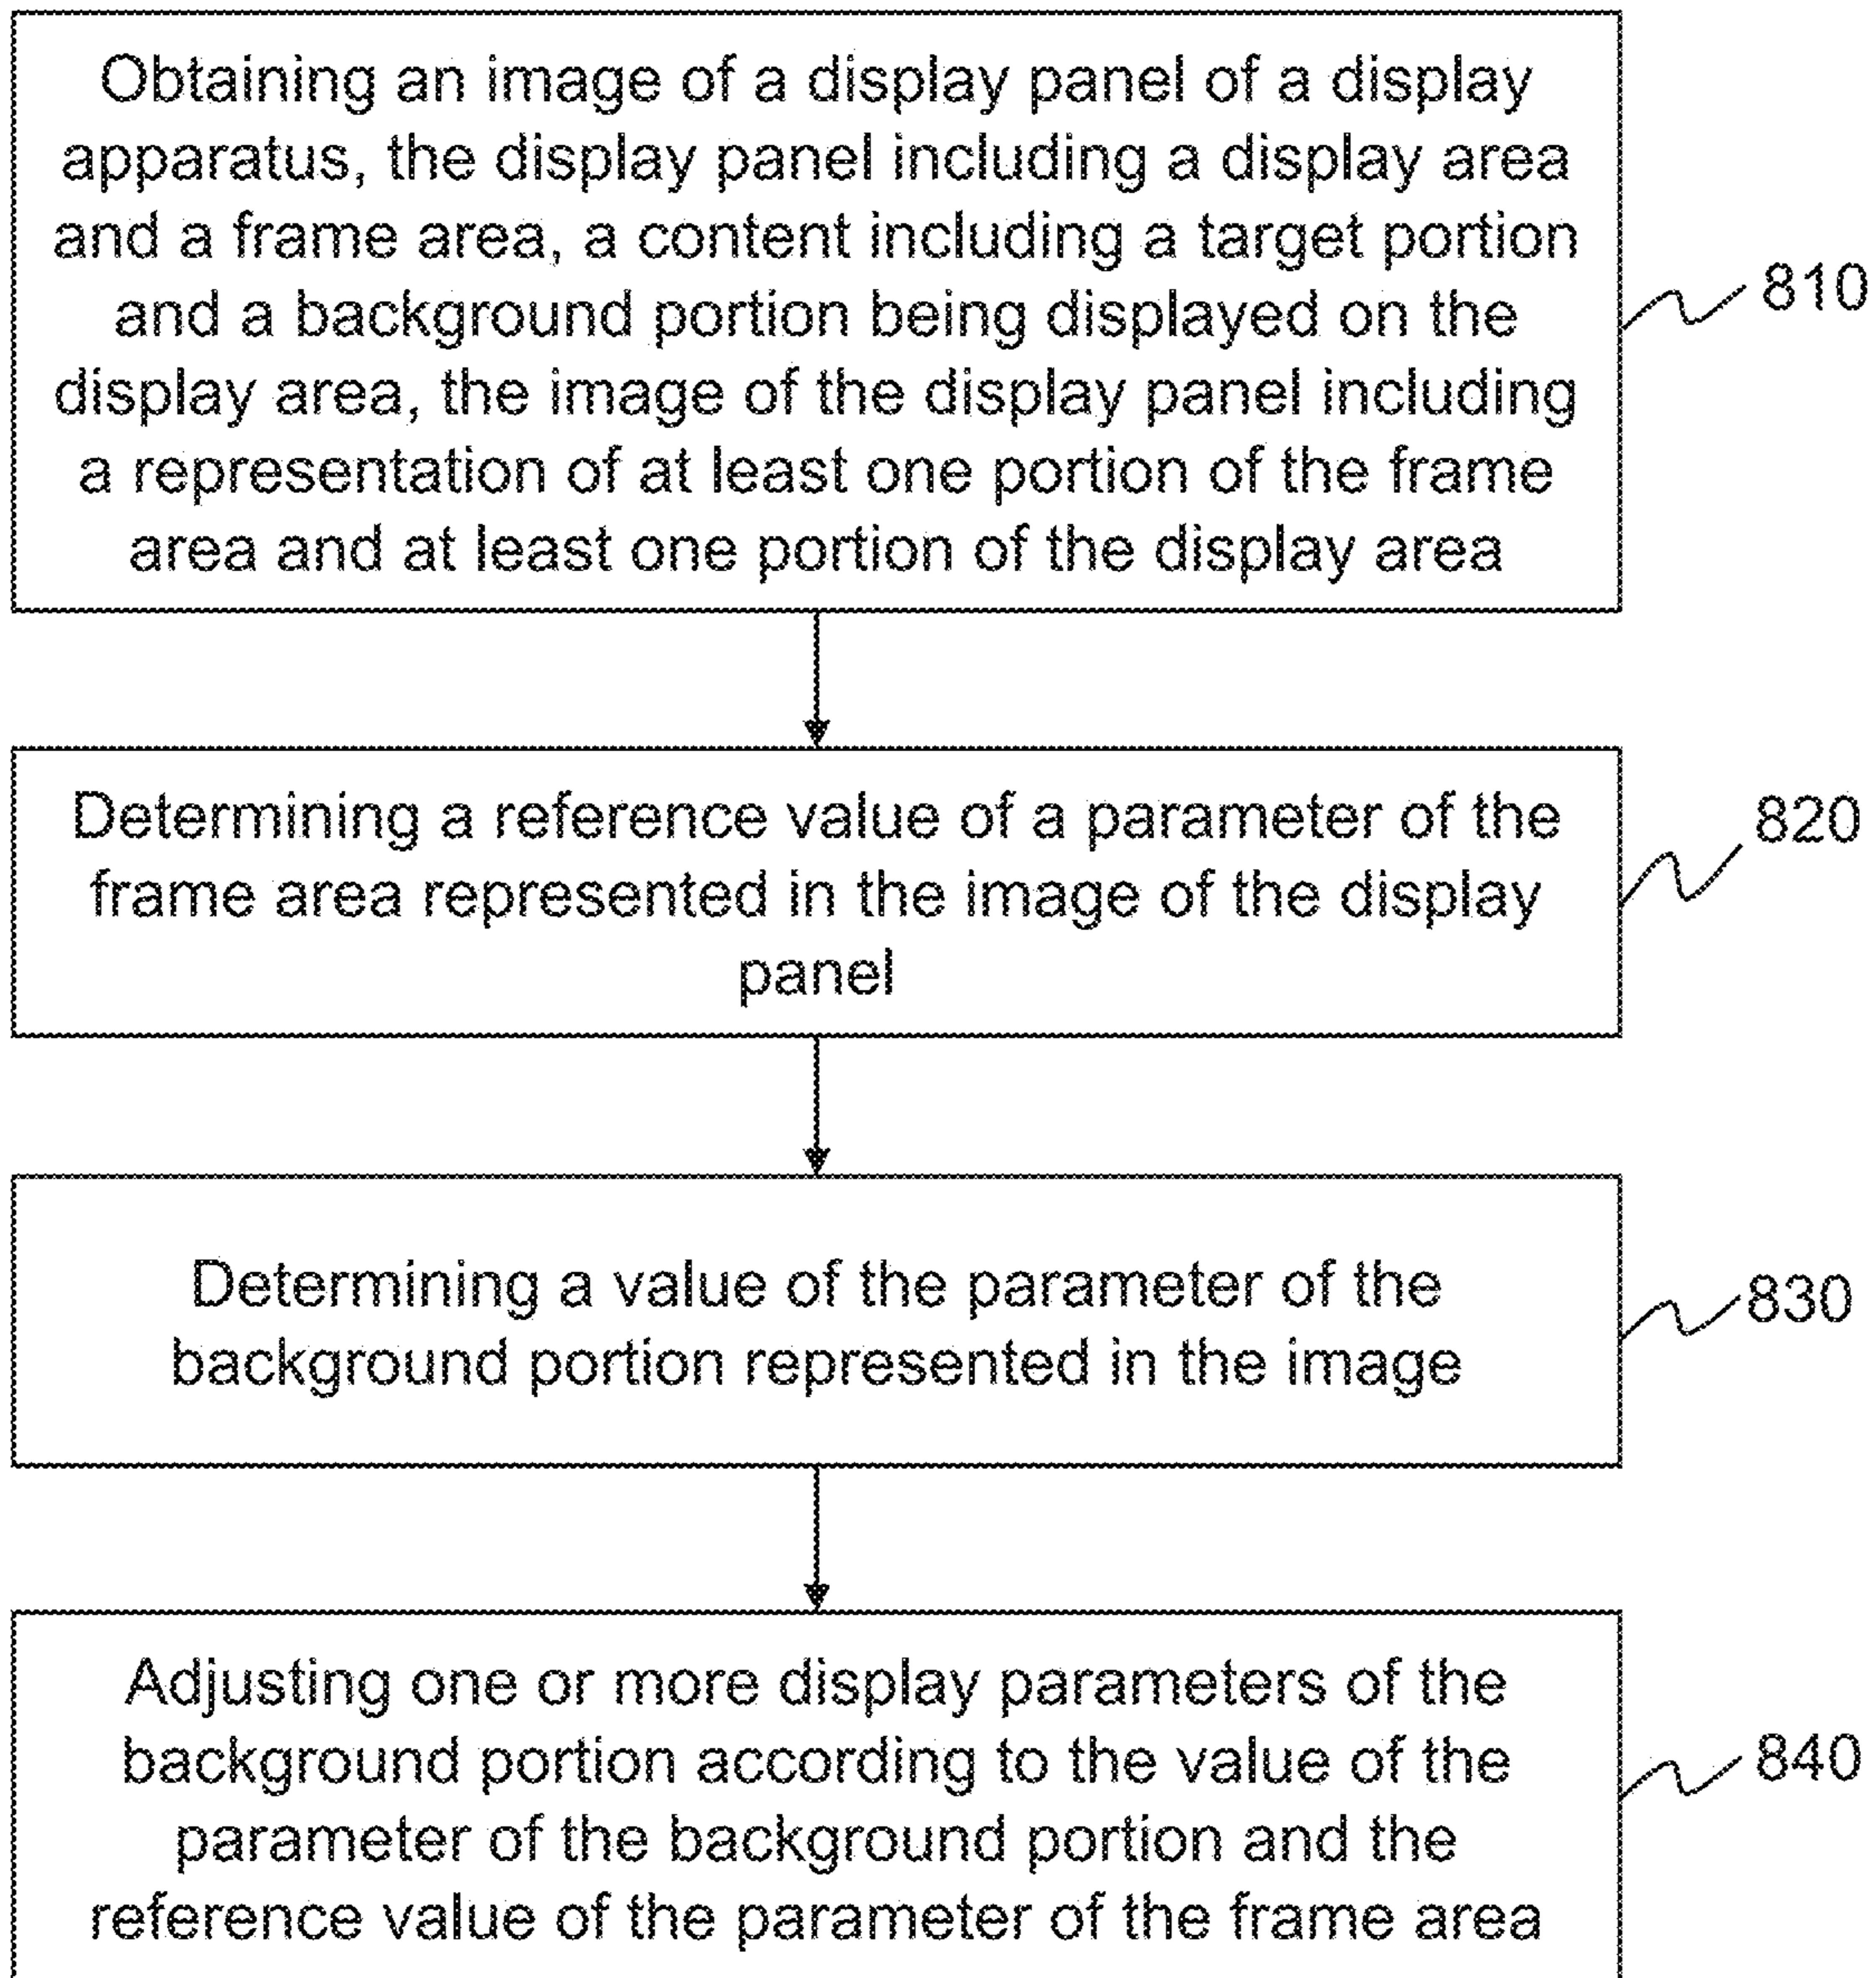 Obtaining an image of a display panel of a display
apparatus, the display panel including a display area
and a frame area, a content including a target portion
and a background portion being displayed on the
display area, the image of the display panel including
a representation of at least one portion of the frame
area and at least one portion of the display area
810
Determining a reference value of a parameter of the
frame area represented in the image of the display
panel
820
Determining a value of the parameter of the
background portion represented in the image
830
Adjusting one or more display parameters of the
background portion according to the value of the
parameter of the background portion and the
reference value of the parameter of the frame area
840